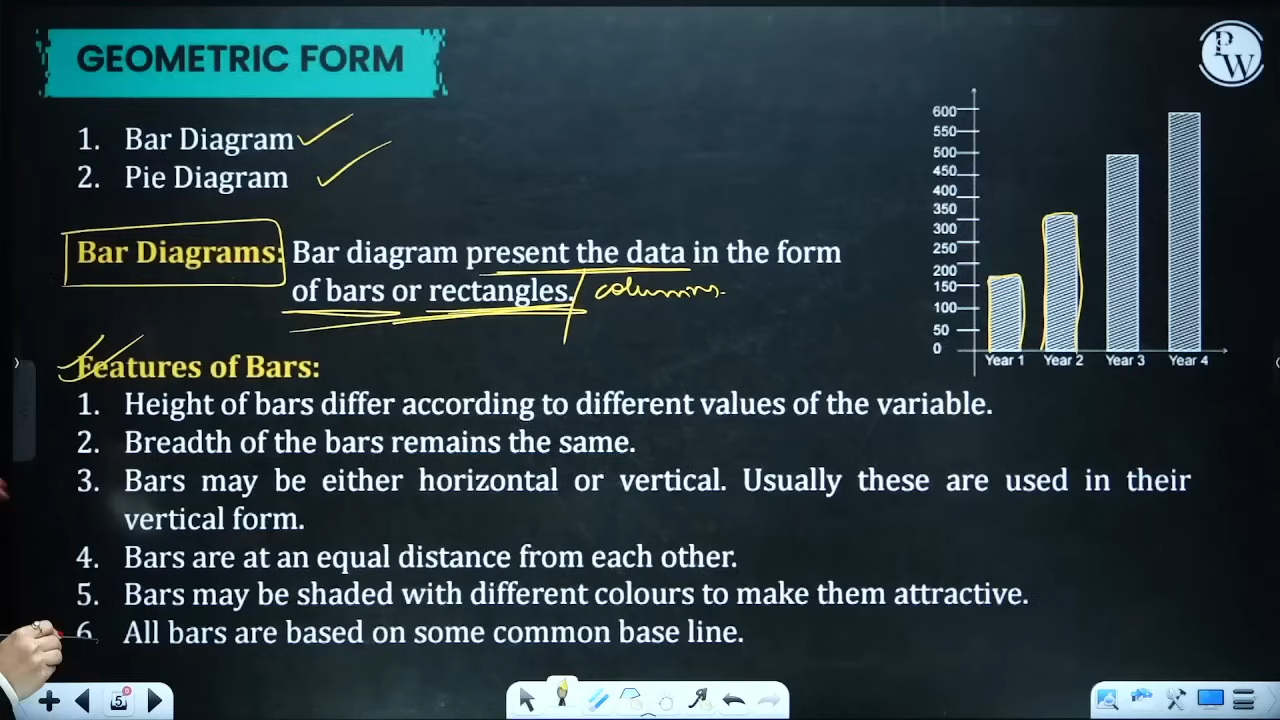 GEOMETRIC FORM
PW
1. Bar Diagram
2. Pie Diagram
Bar Diagrams: Bar diagram present the data in the form
of bars or rectangles. / columns.
600
550
500
450
400
350
300
250
200
150
100
50
0
Year 1 Year 2 Year 3 Year 4
Features of Bars:
1. Height of bars differ according to different values of the variable.
2. Breadth of the bars remains the same.
3. Bars may be either horizontal or vertical. Usually these are used in their
vertical form.
4. Bars are at an equal distance from each other.
5. Bars may be shaded with different colours to make them attractive.
6. All bars are based on some common base line.
5 0